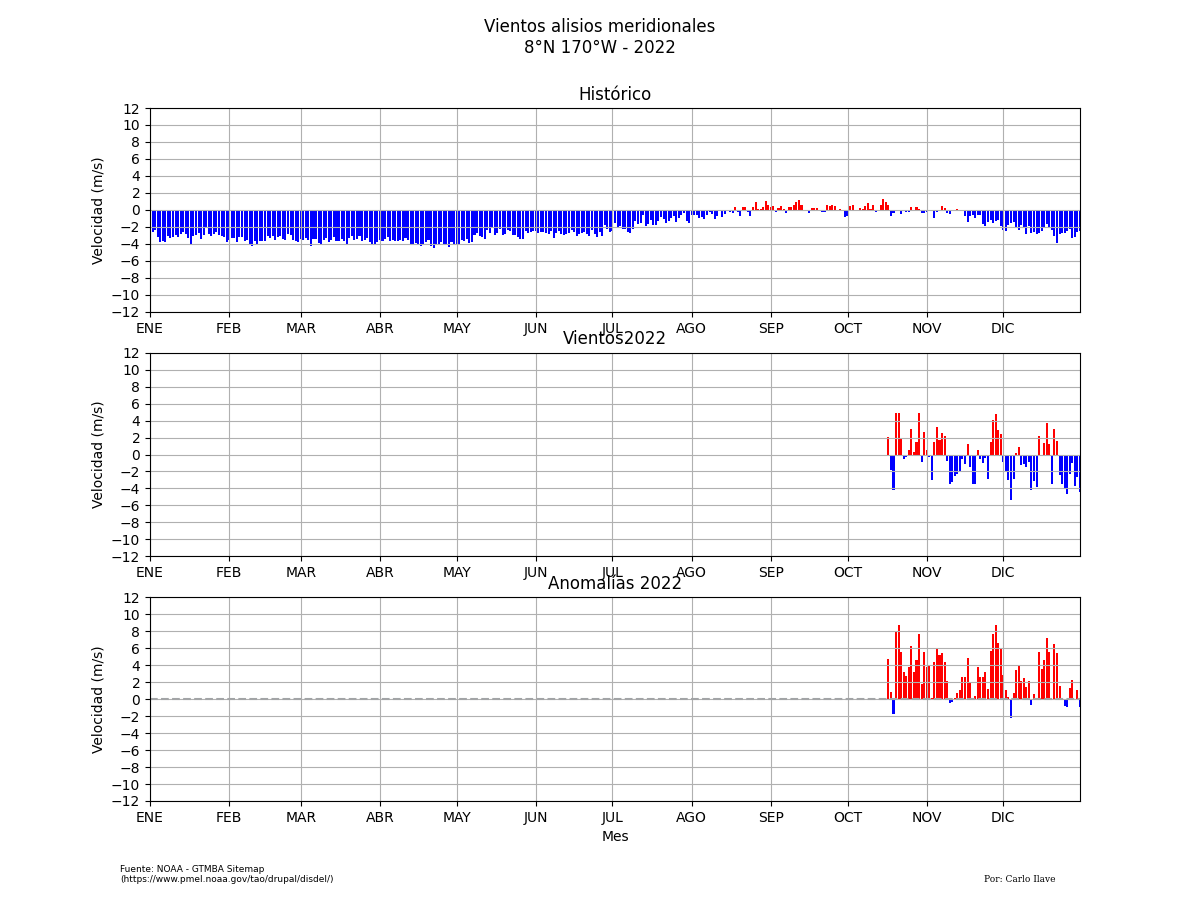 Vientos alisios meridionales
8°N 170°W - 2022
Histórico
12
10
8
6
4
2
0
−2
−4
−6
−8
−10
−12
Velocidad (m/s)
ENE FEB MAR ABR MAY JUN JUL AGO SEP OCT NOV DIC
Vientos2022
12
10
8
6
4
2
0
−2
−4
−6
−8
−10
−12
Velocidad (m/s)
ENE FEB MAR ABR MAY JUN JUL AGO SEP OCT NOV DIC
Anomalías 2022
12
10
8
6
4
2
0
−2
−4
−6
−8
−10
−12
Velocidad (m/s)
ENE FEB MAR ABR MAY JUN JUL AGO SEP OCT NOV DIC
Mes
Fuente: NOAA - GTMBA Sitemap
(https://www.pmel.noaa.gov/tao/drupal/disdel/)
Por: Carlo Ilave